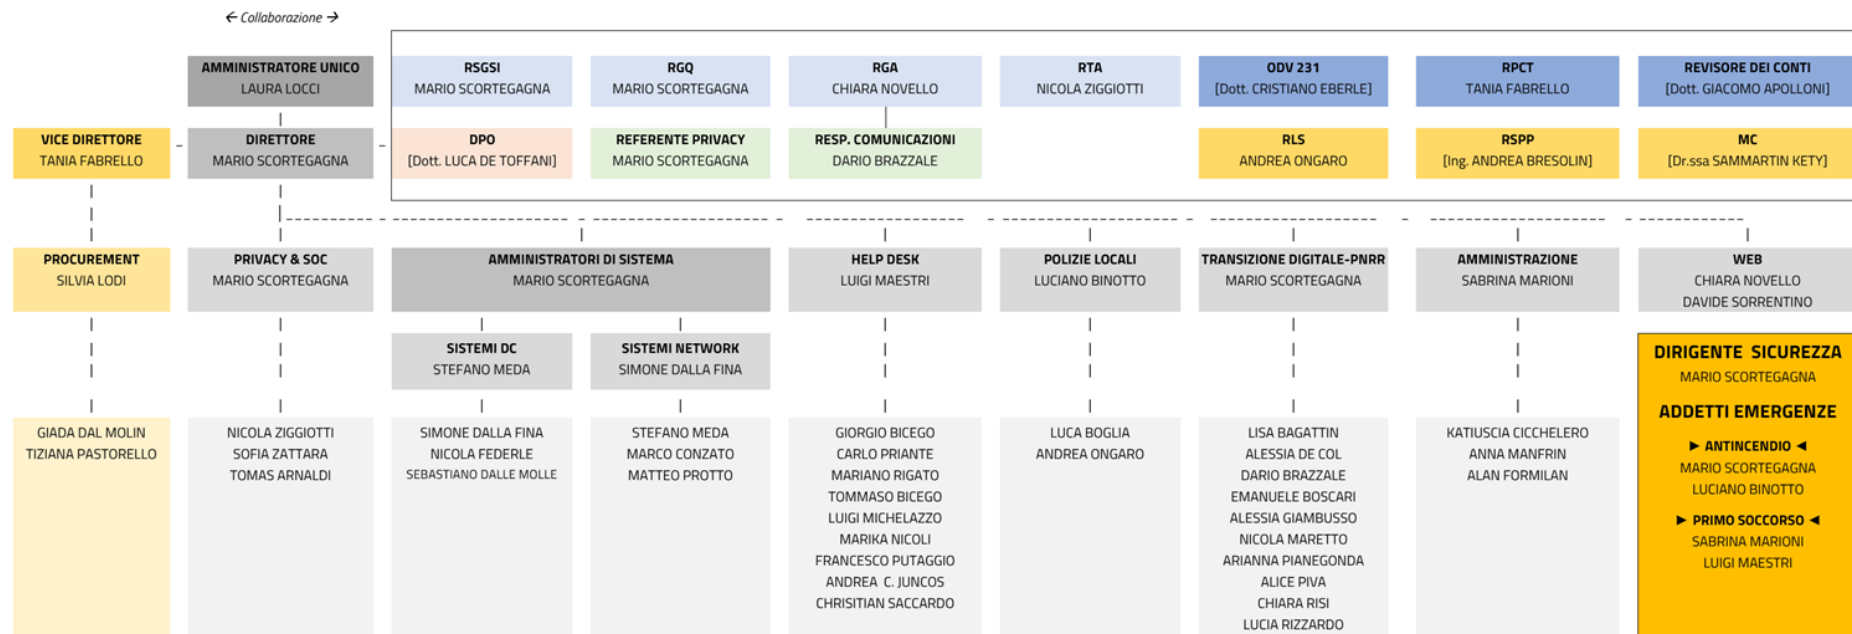 ← Collaborazione →
AMMINISTRATORE UNICO
LAURA LOCCI
RSGSI
MARIO SCORTEGAGNA
RGQ
MARIO SCORTEGAGNA
RGA
CHIARA NOVELLO
RTA
NICOLA ZIGGIOTTI
ODV 231
[Dott. CRISTIANO EBERLE]
RPCT
TANIA FABRELLO
REVISORE DEI CONTI
[Dott. GIACOMO APOLLONI]
VICE DIRETTORE
TANIA FABRELLO
DIRETTORE
MARIO SCORTEGAGNA
DPO
[Dott. LUCA DE TOFFANI]
REFERENTE PRIVACY
MARIO SCORTEGAGNA
RESP. COMUNICAZIONI
DARIO BRAZZALE
RLS
ANDREA ONGARO
RSPP
[Ing. ANDREA BRESOLIN]
MC
[Dr.ssa SAMMARTIN KETY]
PROCUREMENT
SILVIA LODI
PRIVACY & SOC
MARIO SCORTEGAGNA
AMMINISTRATORI DI SISTEMA
MARIO SCORTEGAGNA
HELP DESK
LUIGI MAESTRI
POLIZIE LOCALI
LUCIANO BINOTTO
TRANSIZIONE DIGITALE-PNRR
MARIO SCORTEGAGNA
AMMINISTRAZIONE
SABRINA MARIONI
WEB
CHIARA NOVELLO
DAVIDE SORRENTINO
SISTEMI DC
STEFANO MEDA
SISTEMI NETWORK
SIMONE DALLA FINA
GIADA DAL MOLIN
TIZIANA PASTORELLO
NICOLA ZIGGIOTTI
SOFIA ZATTARA
TOMAS ARNALDI
SIMONE DALLA FINA
NICOLA FEDERLE
SEBASTIANO DALLE MOLLE
STEFANO MEDA
MARCO CONZATO
MATTEO PROTTO
GIORGIO BICEGO
CARLO PRIANTE
MARIANO RIGATO
TOMMASO BICEGO
LUIGI MICHELAZZO
MARIKA NICOLI
FRANCESCO PUTAGGIO
ANDREA C. JUNCOS
CHRISITIAN SACCARDO
LUCA BOGLIA
ANDREA ONGARO
LISA BAGATTIN
ALESSIA DE COL
DARIO BRAZZALE
EMANUELE BOSCARI
ALESSIA GIAMBUSSO
NICOLA MARETTO
ARIANNA PIANEGONDA
ALICE PIVA
CHIARA RISI
LUCIA RIZZARDO
KATIUSCIA CICCHELERO
ANNA MANFRIN
ALAN FORMILAN
DIRIGENTE SICUREZZA
MARIO SCORTEGAGNA
ADDETTI EMERGENZE
► ANTINCENDIO ◄
MARIO SCORTEGAGNA
LUCIANO BINOTTO
► PRIMO SOCCORSO ◄
SABRINA MARIONI
LUIGI MAESTRI